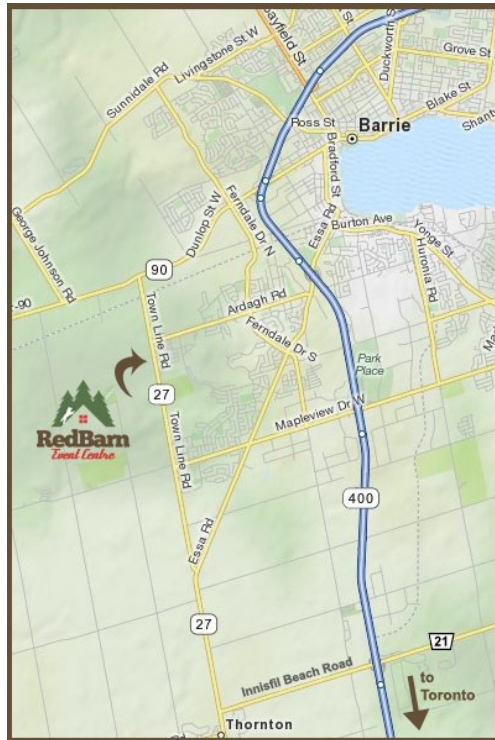 Bayfield St
Livingstone St W
Duckworth St
Grove St
Sunnidale Rd
Blake St
Ross St
Barrie
Bradford St
Ferndale Dr N
Dunlop St W
Essa Rd
Burton Ave
George Johnson Rd
Yonge St
Huronia Rd
90
-90
Town Line Rd
Ardagh Rd
Ferndale Dr S
Park
Place
27
RedBarn
Event Centre
Mapleview Dr W
Town Line Rd
400
Essa Rd
27
21
Innisfil Beach Road
to
Toronto
Thornton